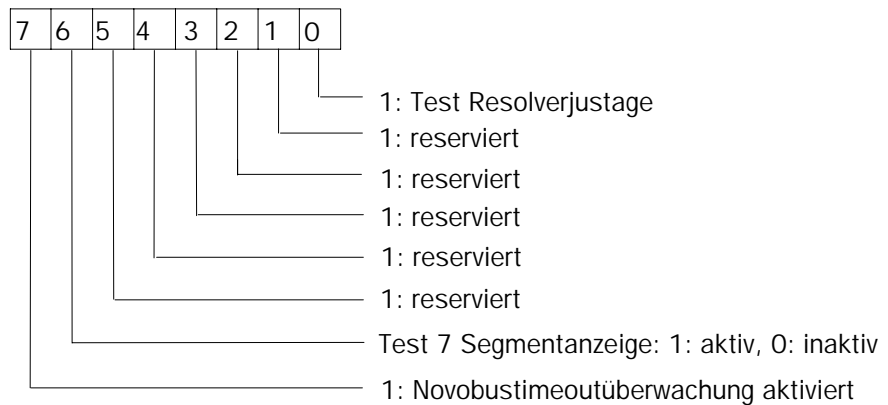 7 6 5 4 3 2 1 0
1: Test Resolverjustage
1: reserviert
1: reserviert
1: reserviert
1: reserviert
1: reserviert
Test 7 Segmentanzeige: 1: aktiv, 0: inaktiv
1: Novobustimeoutüberwachung aktiviert